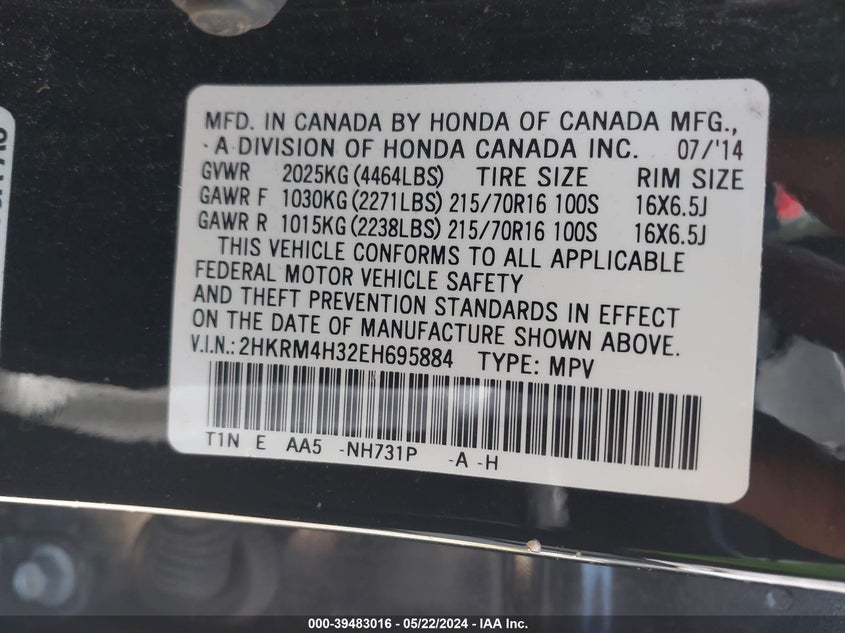 MFD. IN CANADA BY HONDA OF CANADA MFG.,
A DIVISION OF HONDA CANADA INC. 07/'14
GVWR 2025KG(4464LBS) TIRE SIZE RIM SIZE
GAWR F 1030KG(2271LBS) 215/70R16 100S 16X6.5J
GAWR R 1015KG(2238LBS) 215/70R16 100S 16X6.5J
THIS VEHICLE CONFORMS TO ALL APPLICABLE
FEDERAL MOTOR VEHICLE SAFETY
AND THEFT PREVENTION STANDARDS IN EFFECT
ON THE DATE OF MANUFACTURE SHOWN ABOVE.
V.I.N.: 2HKRM4H32EH695884 TYPE: MPV
T1N E AA5 -NH731P -A -H
000-39483016 - 05/22/2024 - IAA Inc.